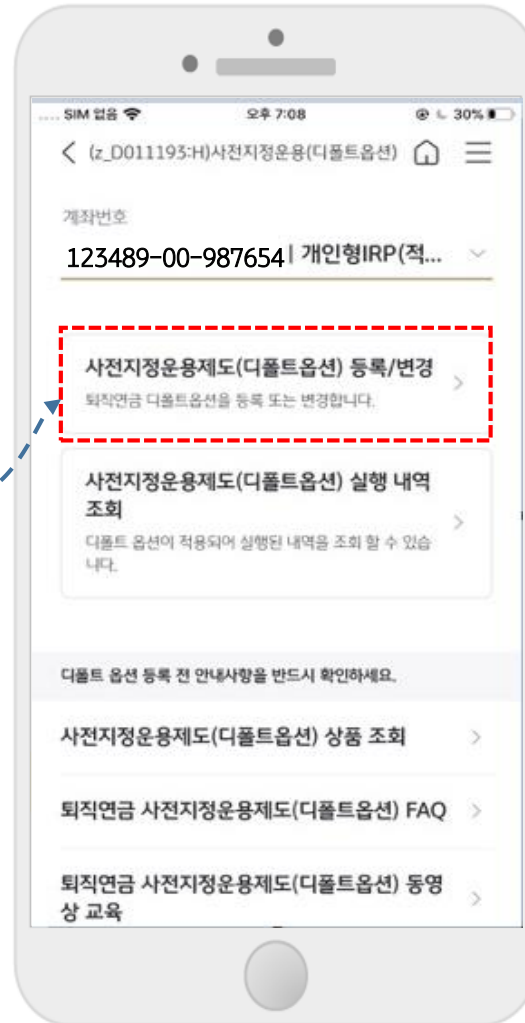 SIM 없음 오후 7:08 30%
(z_D011193:H)사전지정운용(디폴트옵션)
계좌번호
123489-00-987654 | 개인형IRP(적...
사전지정운용제도(디폴트옵션) 등록/변경
퇴직연금 디폴트옵션을 등록 또는 변경합니다.
사전지정운용제도(디폴트옵션) 실행 내역
조회
디폴트 옵션이 적용되어 실행된 내역을 조회 할 수 있습
니다.
디폴트 옵션 등록 전 안내사항을 반드시 확인하세요.
사전지정운용제도(디폴트옵션) 상품 조회
퇴직연금 사전지정운용제도(디폴트옵션) FAQ
퇴직연금 사전지정운용제도(디폴트옵션) 동영
상 교육